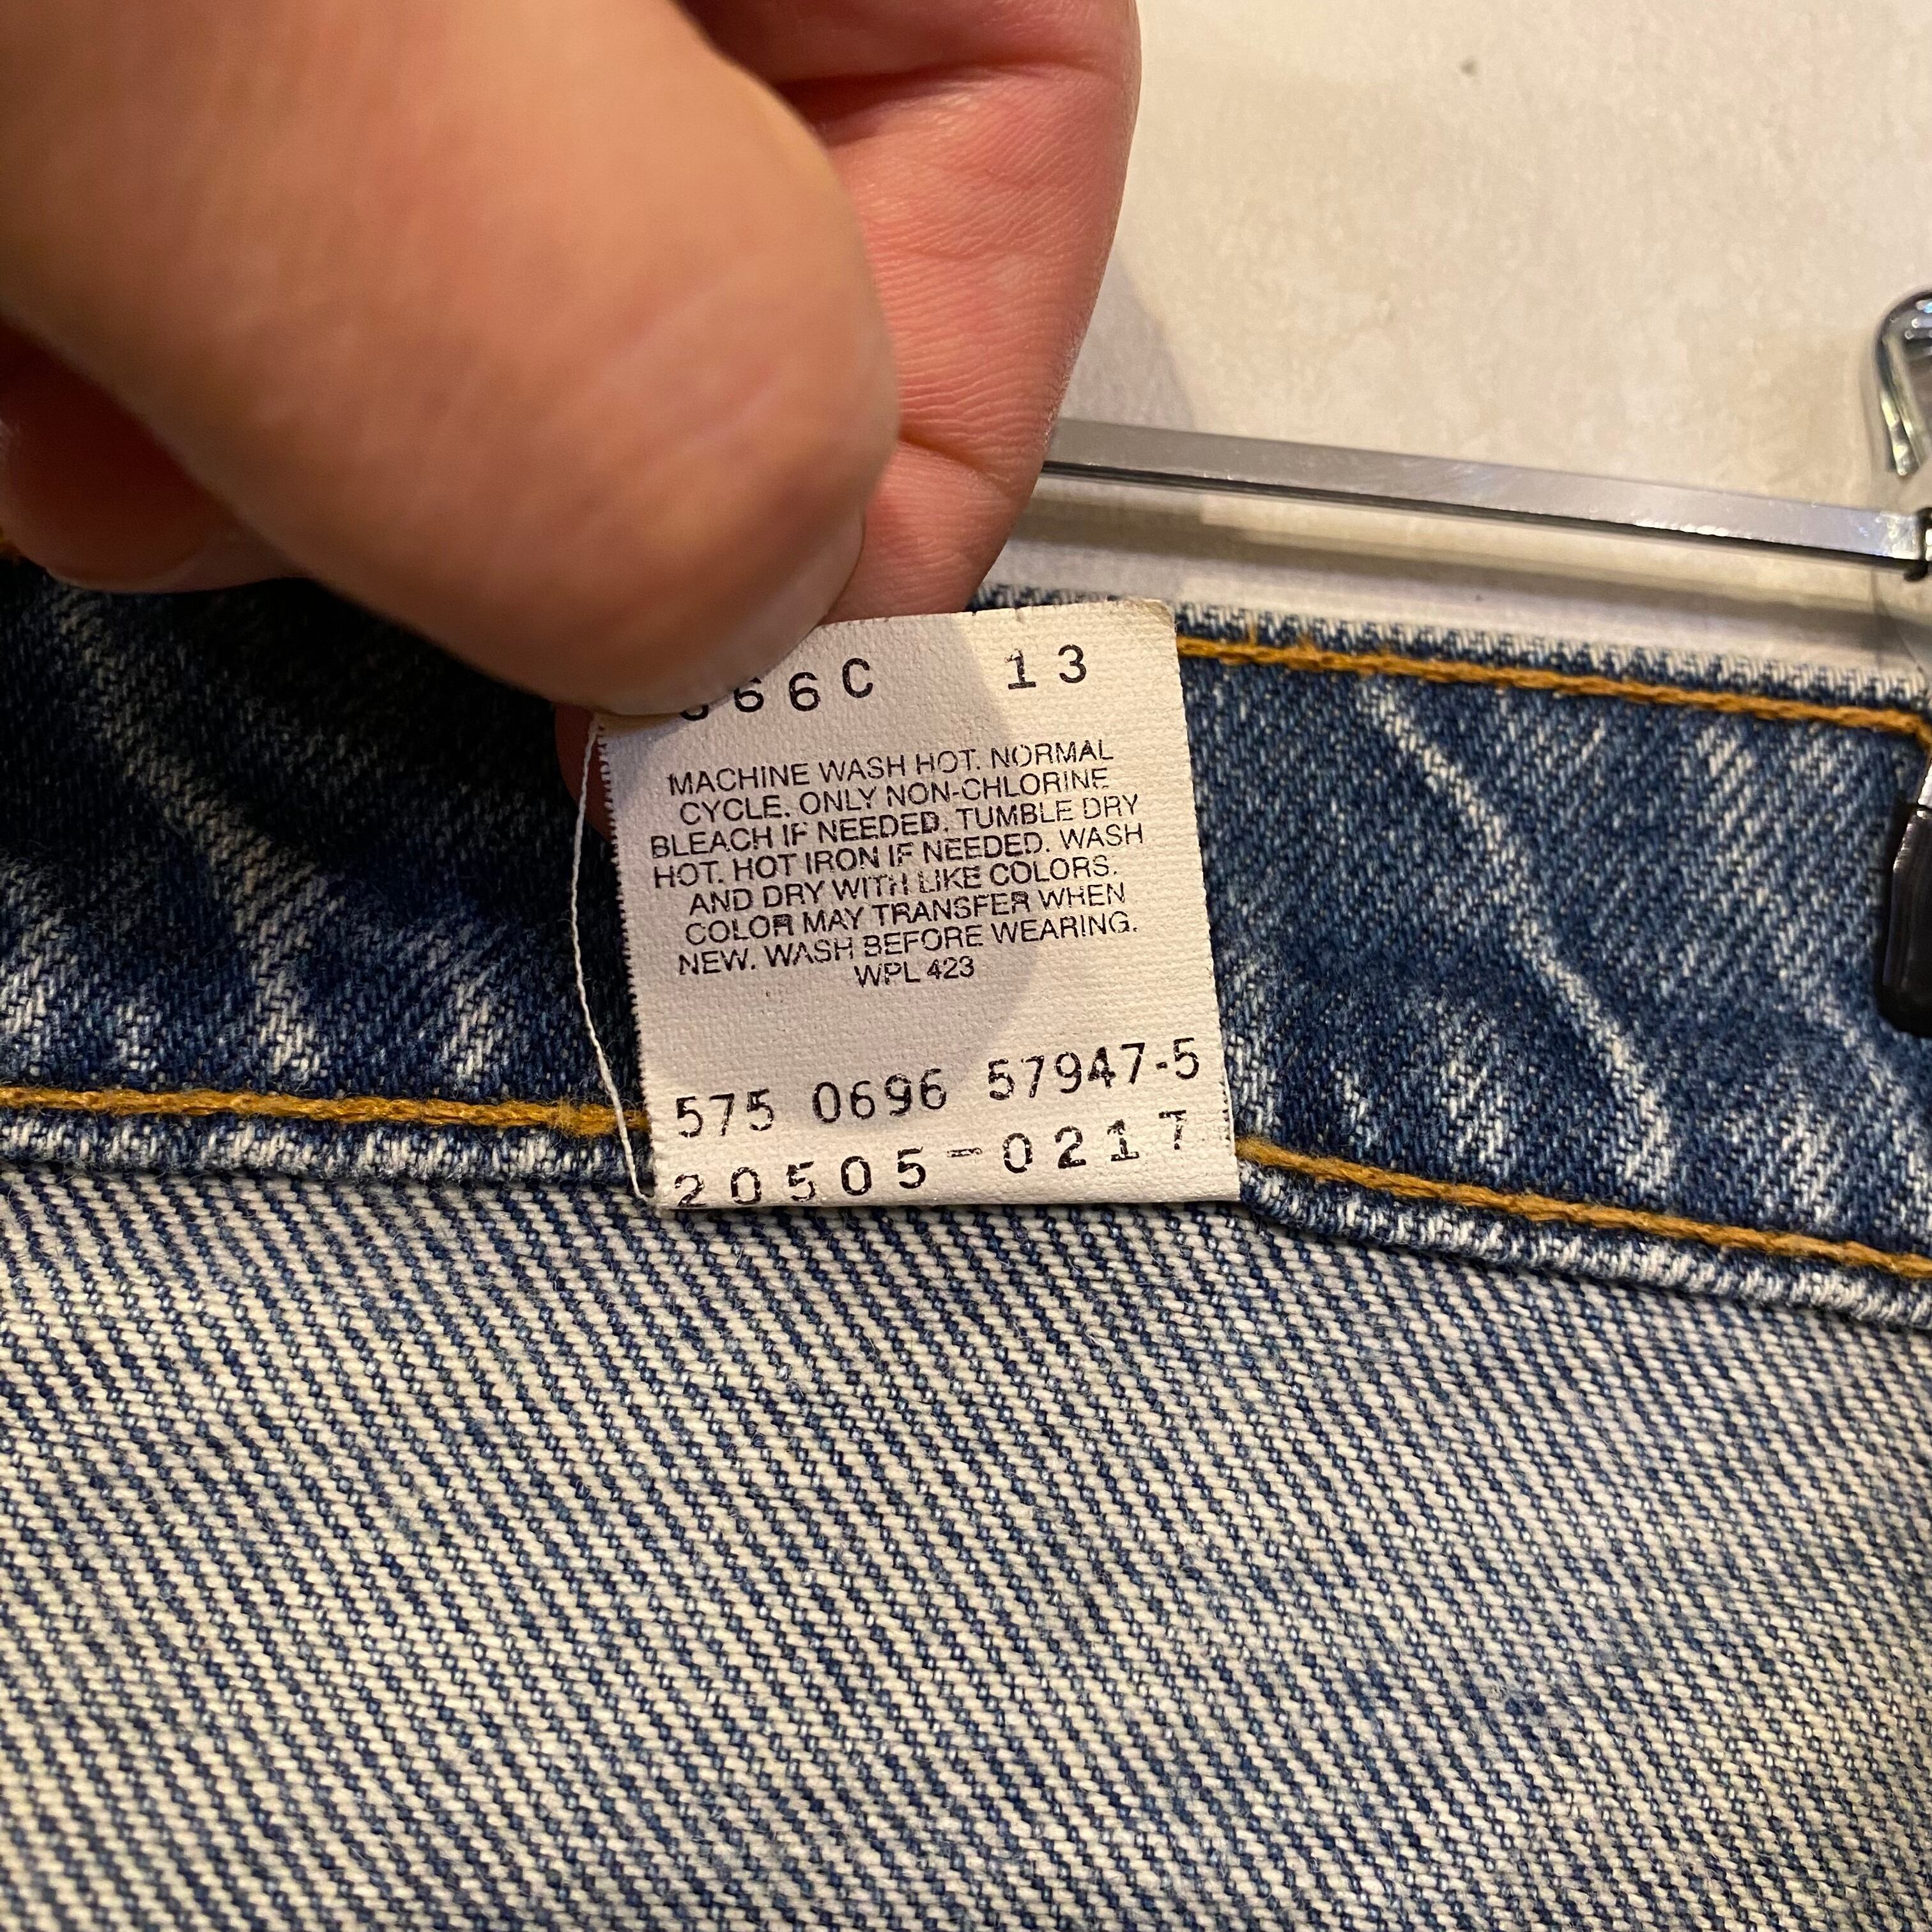 66C 13
MACHINE WASH HOT. NORMAL
CYCLE. ONLY NON-CHLORINE
BLEACH IF NEEDED. TUMBLE DRY
HOT. HOT IRON IF NEEDED. WASH
AND DRY WITH LIKE COLORS.
COLOR MAY TRANSFER WHEN
NEW. WASH BEFORE WEARING.
WPL 423
575 0696 57947-5
20505-0217